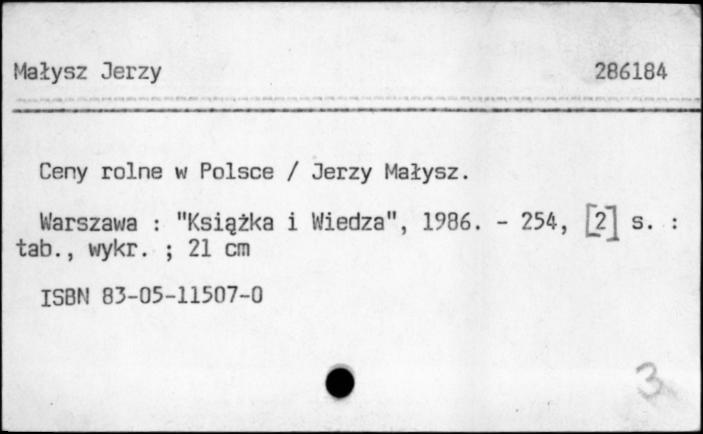 Małysz Jerzy 286184
Ceny rolne w Polsce / Jerzy Małysz.
Warszawa : "Książka i Wiedza", 1986. - 254, [2] s. :
tab., wykr. ; 21 cm
ISBN 83-05-11507-0
3